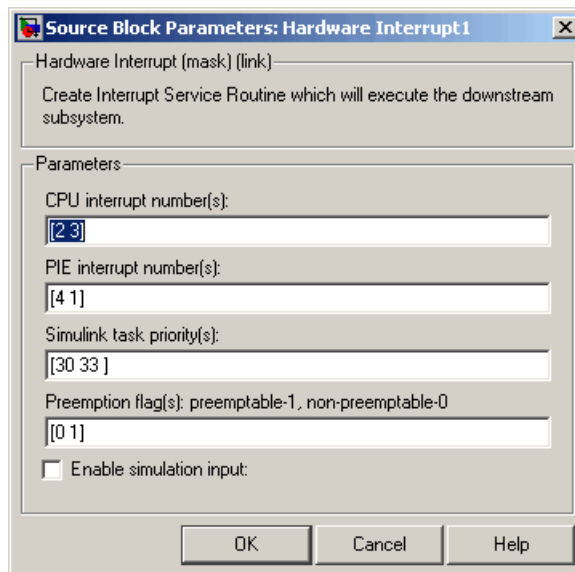 Source Block Parameters: Hardware Interrupt1
Hardware Interrupt (mask) (link)
Create Interrupt Service Routine which will execute the downstream
subsystem.
Parameters
CPU interrupt number(s):
[2 3]
PIE interrupt number(s):
[4 1]
Simulink task priority(s):
[30 33 ]
Preemption flag(s): preemptable-1, non-preemptable-0
[0 1]
Enable simulation input:
OK Cancel Help